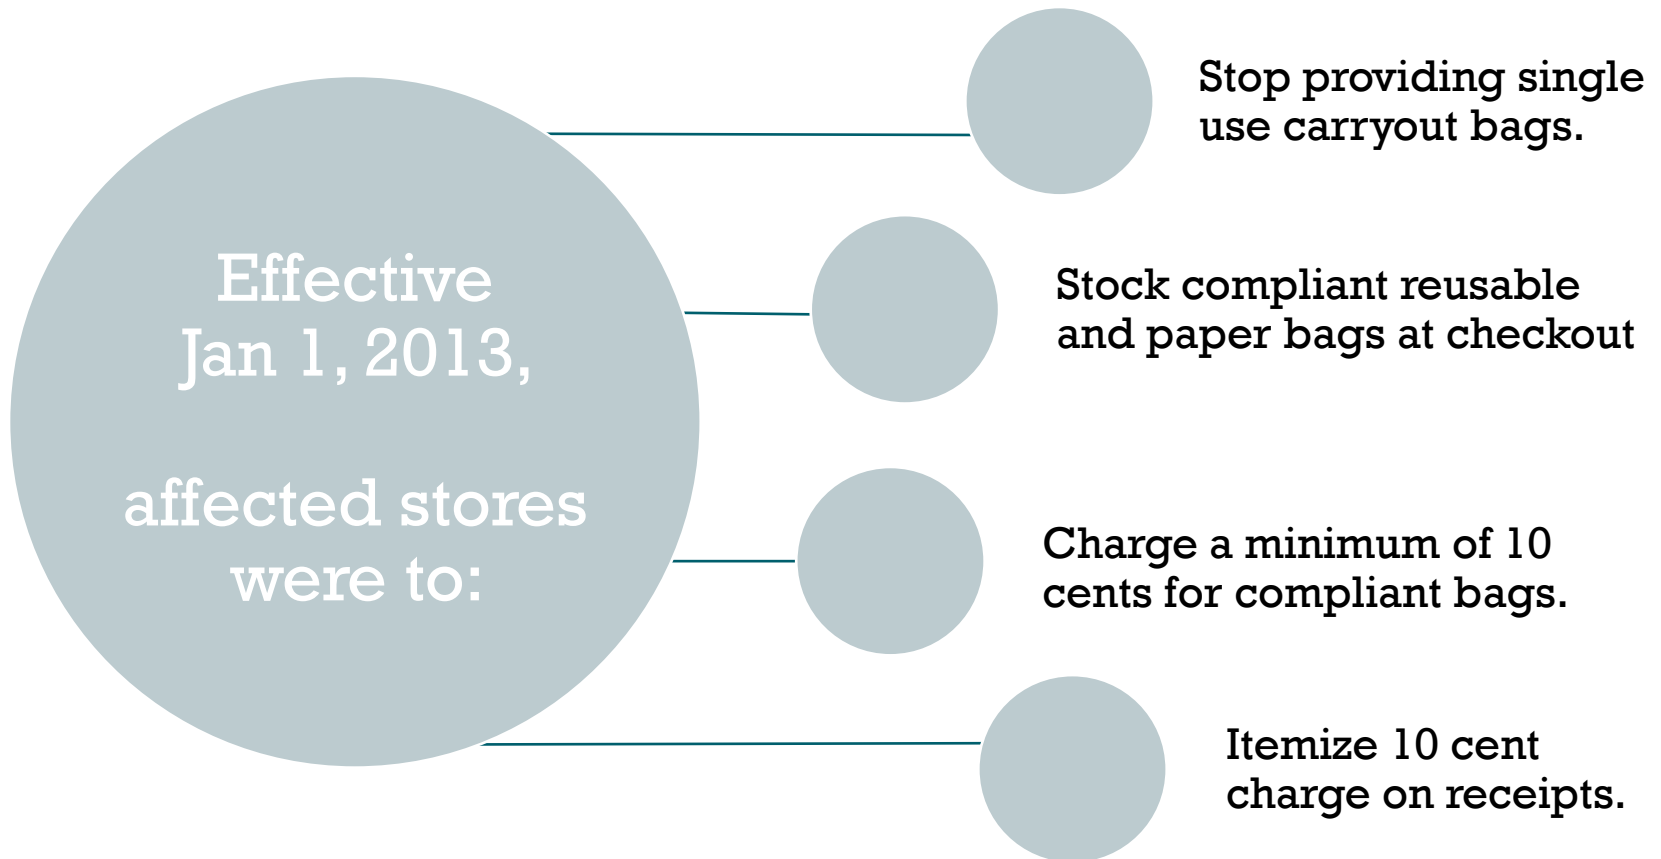 Effective
Jan 1, 2013,
affected stores
were to:
Stop providing single
use carryout bags.
Stock compliant reusable
and paper bags at checkout
Charge a minimum of 10
cents for compliant bags.
Itemize 10 cent
charge on receipts.